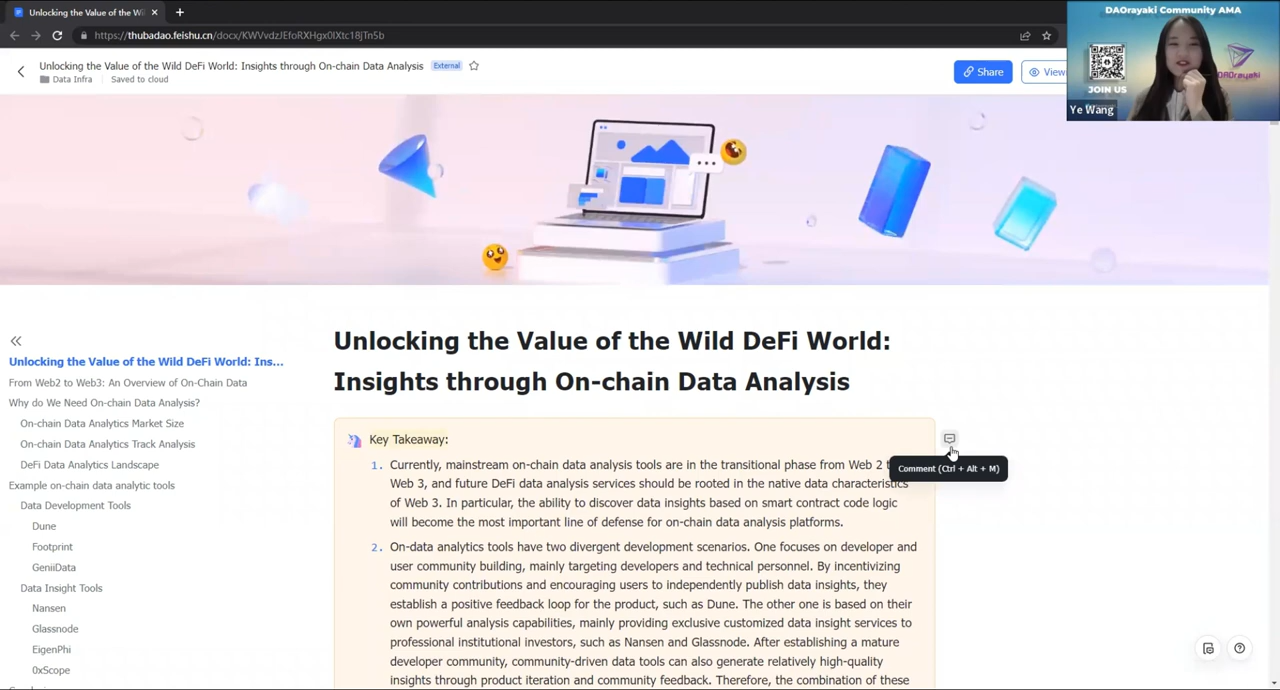 Unlocking the Value of the Wil
https://thubadao.feishu.cn/docx/KWVvdzJEfoRXHgx0IXtc18jTn5b
Unlocking the Value of the Wild DeFi World: Insights through On-chain Data Analysis External
Data Infra Saved to cloud
Share
View
DAOrayaki Community AMA
JOIN US
DAOrayaki
Ye Wang
Unlocking the Value of the Wild DeFi World: Ins...
From Web2 to Web3: An Overview of On-Chain Data
Why do We Need On-chain Data Analysis?
On-chain Data Analytics Market Size
On-chain Data Analytics Track Analysis
DeFi Data Analytics Landscape
Example on-chain data analytic tools
Data Development Tools
Dune
Footprint
GeniiData
Data Insight Tools
Nansen
Glassnode
EigenPhi
0xScope
Unlocking the Value of the Wild DeFi World:
Insights through On-chain Data Analysis
Key Takeaway:
1. Currently, mainstream on-chain data analysis tools are in the transitional phase from Web 2
Web 3, and future DeFi data analysis services should be rooted in the native data characteristics
of Web 3. In particular, the ability to discover data insights based on smart contract code logic
will become the most important line of defense for on-chain data analysis platforms.
Comment (Ctrl + Alt + M)
2. On-data analytics tools have two divergent development scenarios. One focuses on developer and
user community building, mainly targeting developers and technical personnel. By incentivizing
community contributions and encouraging users to independently publish data insights, they
establish a positive feedback loop for the product, such as Dune. The other one is based on their
own powerful analysis capabilities, mainly providing exclusive customized data insight services to
professional institutional investors, such as Nansen and Glassnode. After establishing a mature
developer community, community-driven data tools can also generate relatively high-quality
insights through product iteration and community feedback. Therefore, the combination of these